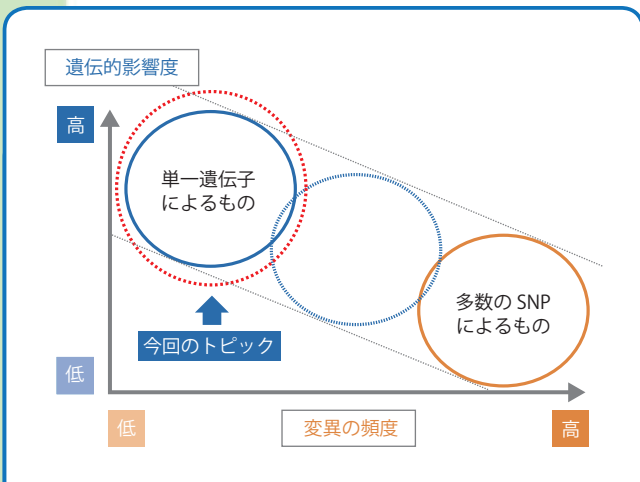 遺伝的影響度
高
単一遺伝子
によるもの
多数の SNP
によるもの
今回のトピック
低
低
変異の頻度
高